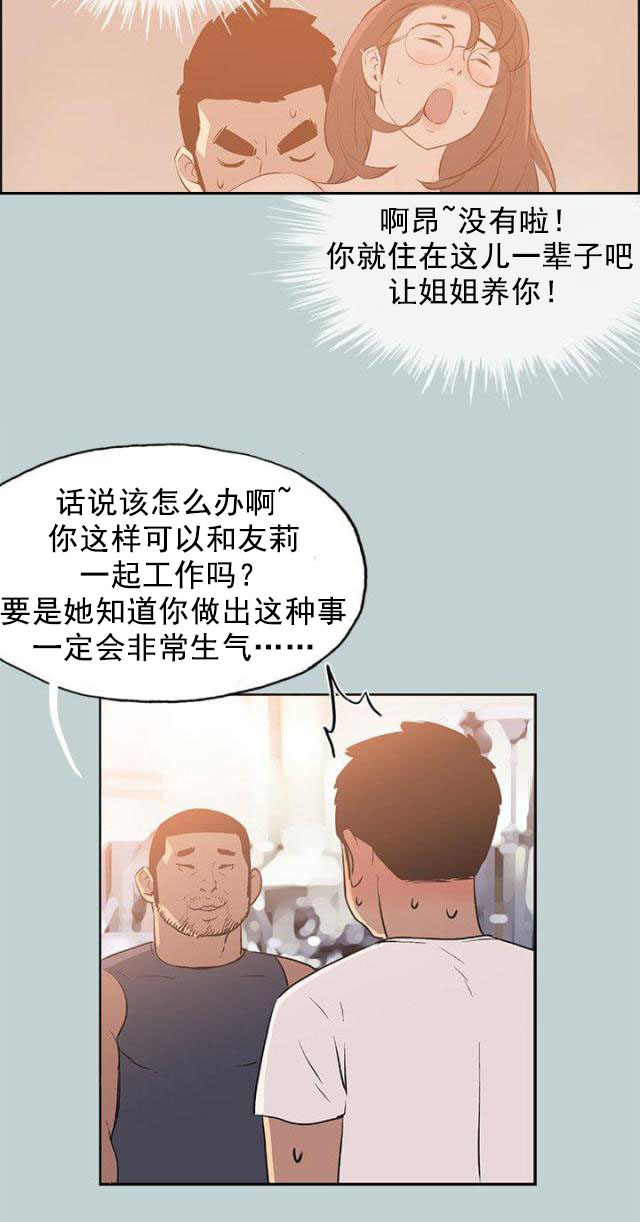 啊昂~没有啦！
你就住在这儿一辈子吧
让姐姐养你！
话说该怎么办啊~
你这样可以和友莉
一起工作吗？
要是她知道你做出这种事
一定会非常生气……